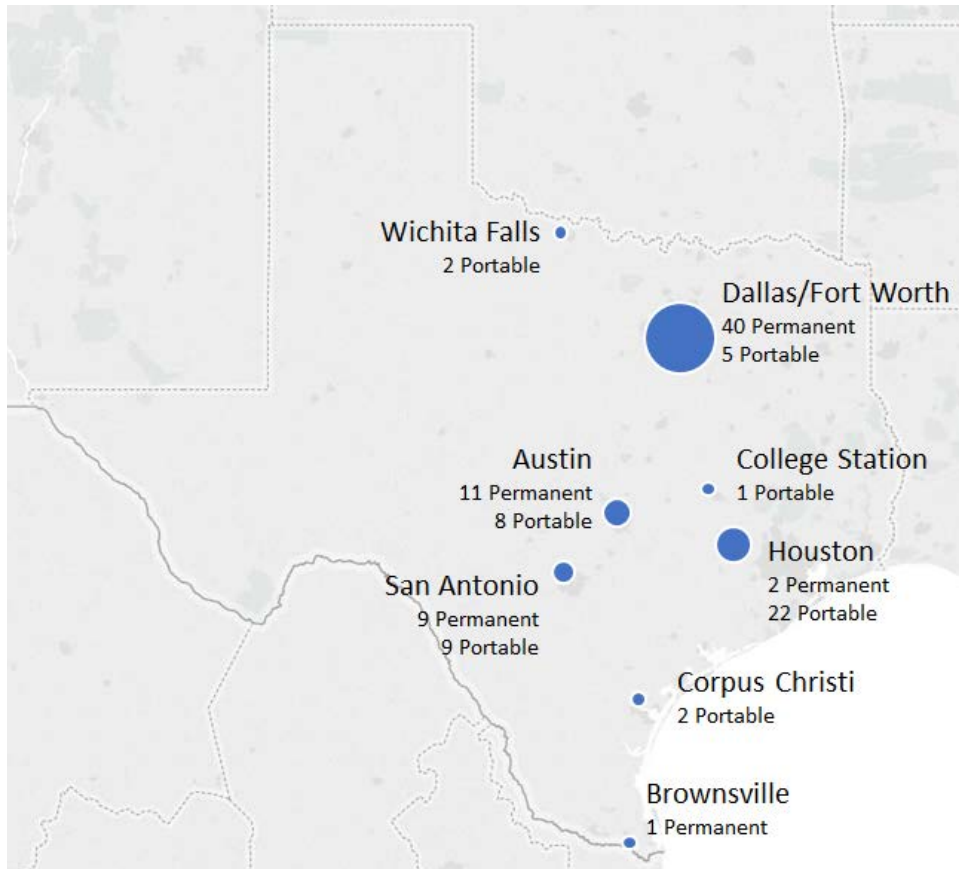 Wichita Falls
2 Portable
Dallas/Fort Worth
40 Permanent
5 Portable
Austin
11 Permanent
8 Portable
College Station
1 Portable
Houston
2 Permanent
22 Portable
San Antonio
9 Permanent
9 Portable
Corpus Christi
2 Portable
Brownsville
1 Permanent